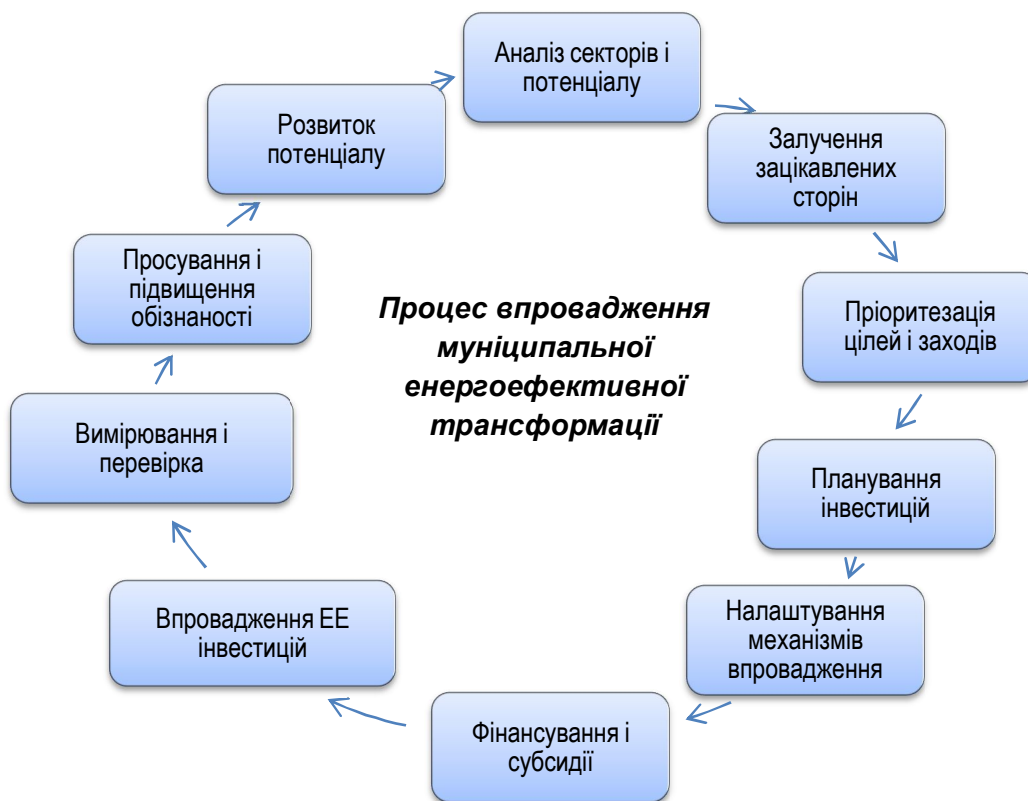 Аналіз секторів і
потенціалу
Залучення
зацікавлених
сторін
Пріоритезація
цілей і заходів
Планування
інвестицій
Налаштування
механізмів
впровадження
Фінансування і
субсидії
Впровадження ЕЕ
інвестицій
Вимірювання і
перевірка
Просування і
підвищення
обізнаності
Розвиток
потенціалу
Процес впровадження
муніципальної
енергоефективної
трансформації